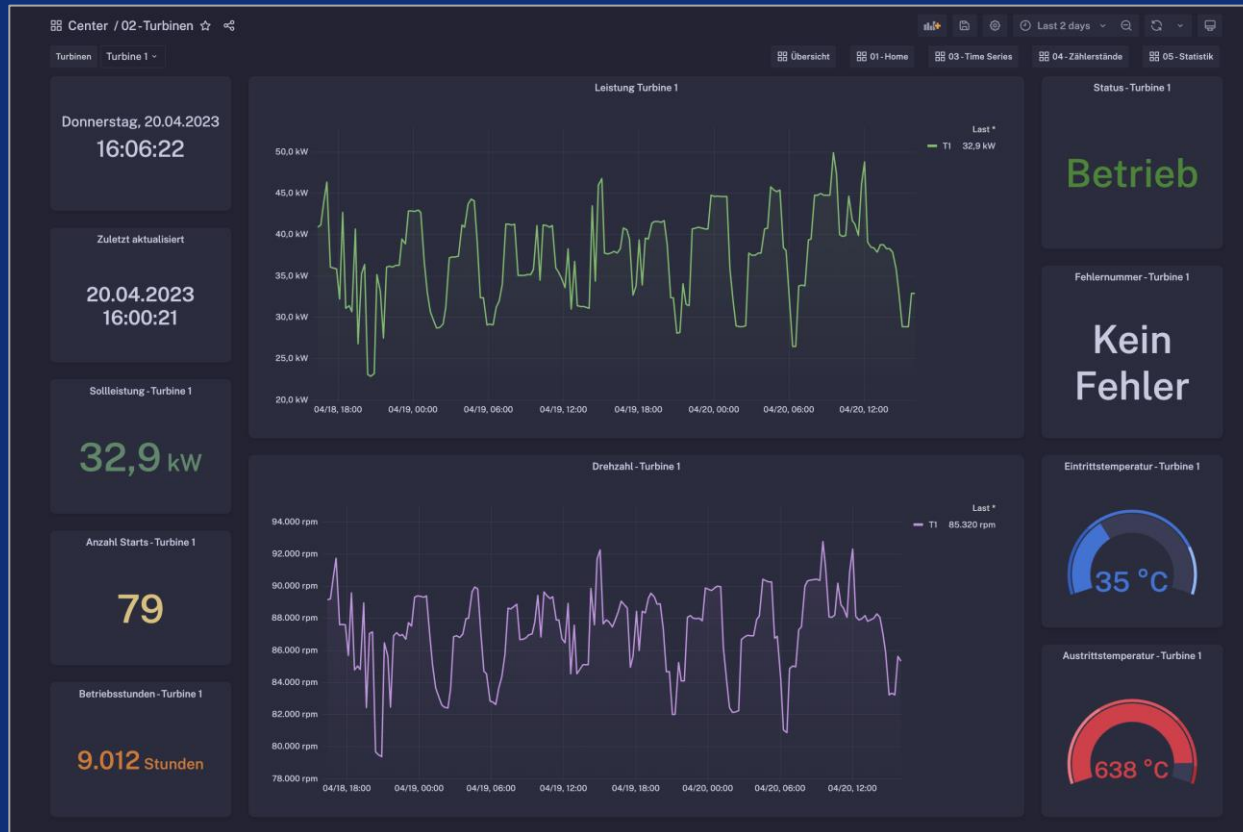 Center / 02-Turbinen
Last 2 days
Turbinen Turbine 1
Übersicht 01-Home 03-Time Series 04-Zählerstände 05-Statistik
Donnerstag, 20.04.2023
16:06:22
Zuletzt aktualisiert
20.04.2023
16:00:21
Sollleistung-Turbine 1
32,9 kW
Anzahl Starts-Turbine 1
79
Betriebsstunden-Turbine 1
9.012 Stunden
Leistung Turbine 1
Last *
T1 32,9 kW
50,0 kW
45,0 kW
40,0 kW
35,0 kW
30,0 kW
25,0 kW
20,0 kW
04/18, 18:00 04/19, 00:00 04/19, 06:00 04/19, 12:00 04/19, 18:00 04/20, 00:00 04/20, 06:00 04/20, 12:00
Drehzahl-Turbine 1
Last *
T1 85.320 rpm
94.000 rpm
92.000 rpm
90.000 rpm
88.000 rpm
86.000 rpm
84.000 rpm
82.000 rpm
80.000 rpm
78.000 rpm
04/18, 18:00 04/19, 00:00 04/19, 06:00 04/19, 12:00 04/19, 18:00 04/20, 00:00 04/20, 06:00 04/20, 12:00
Status-Turbine 1
Betrieb
Fehlernummer-Turbine 1
Kein
Fehler
Eintrittstemperatur-Turbine 1
35 °C
Austrittstemperatur-Turbine 1
638 °C